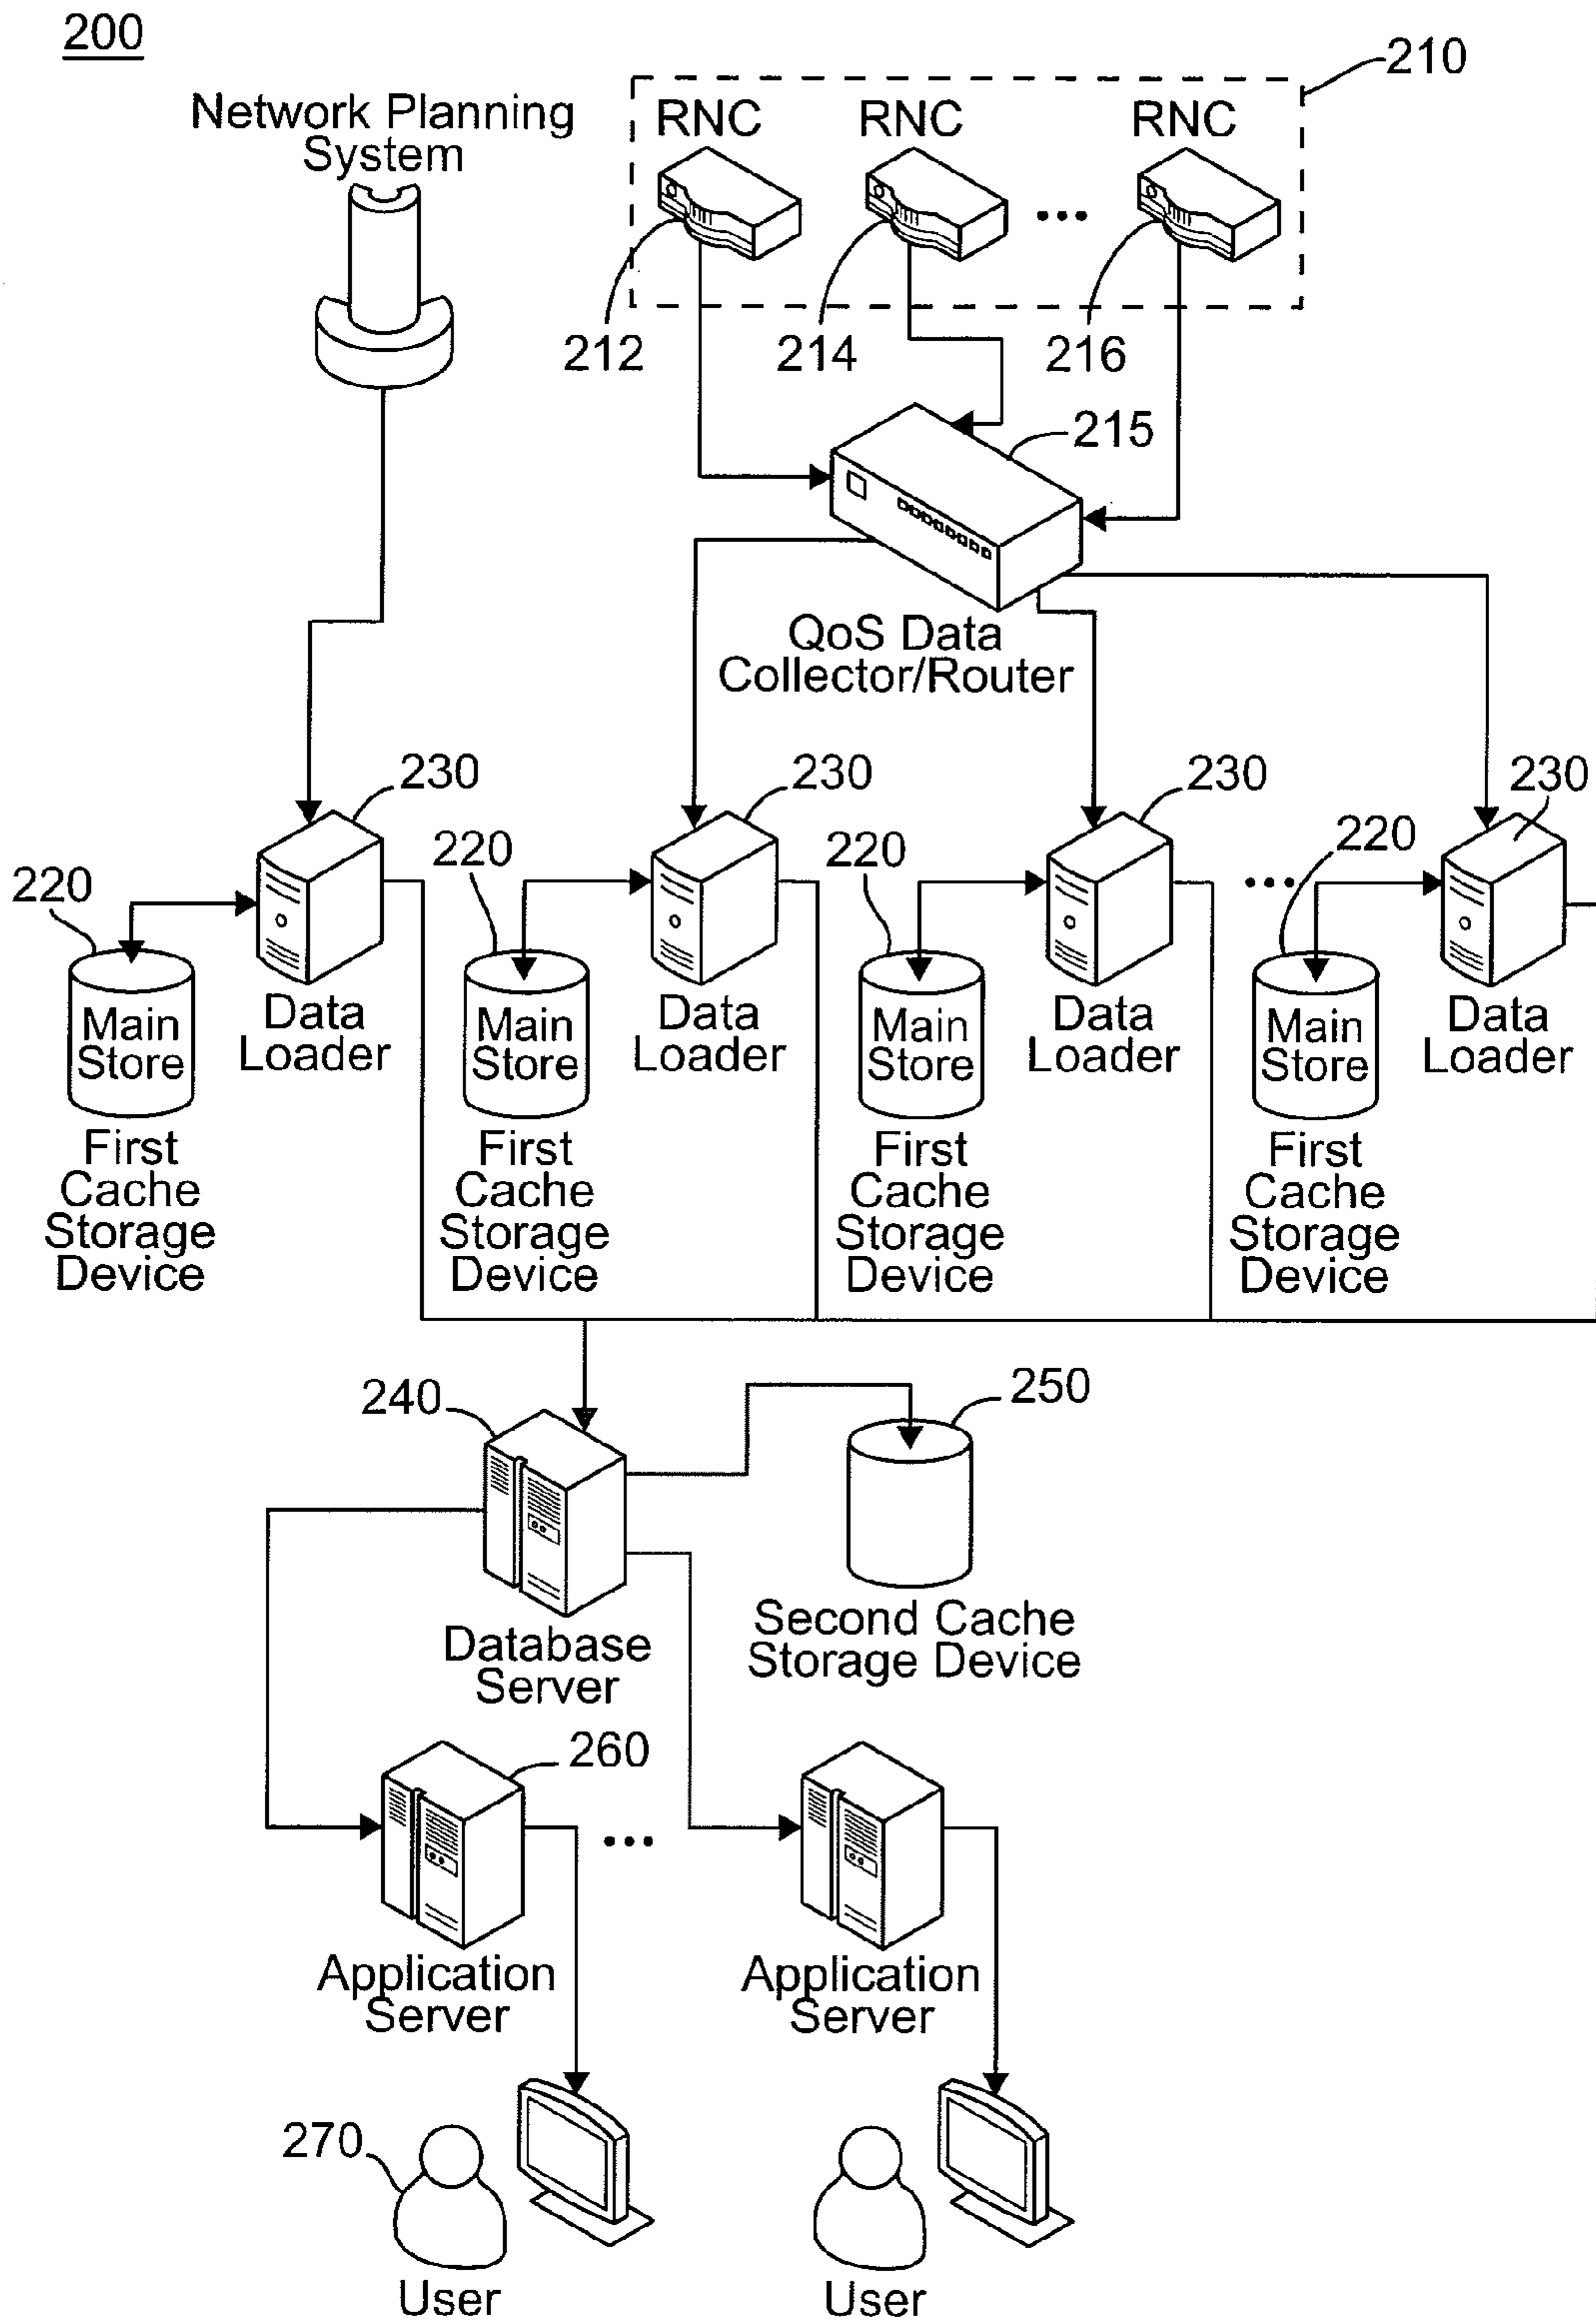 200
210
Network Planning
System
RNC
RNC
RNC
...
212
214
216
215
QoS Data
Collector/Router
230
230
230
230
220
220
220
220
...
Main
Store
Data
Loader
Main
Store
Data
Loader
Main
Store
Data
Loader
Main
Store
Data
Loader
First
Cache
Storage
Device
First
Cache
Storage
Device
First
Cache
Storage
Device
First
Cache
Storage
Device
240
250
Database
Server
Second Cache
Storage Device
260
...
Application
Server
Application
Server
270
User
User